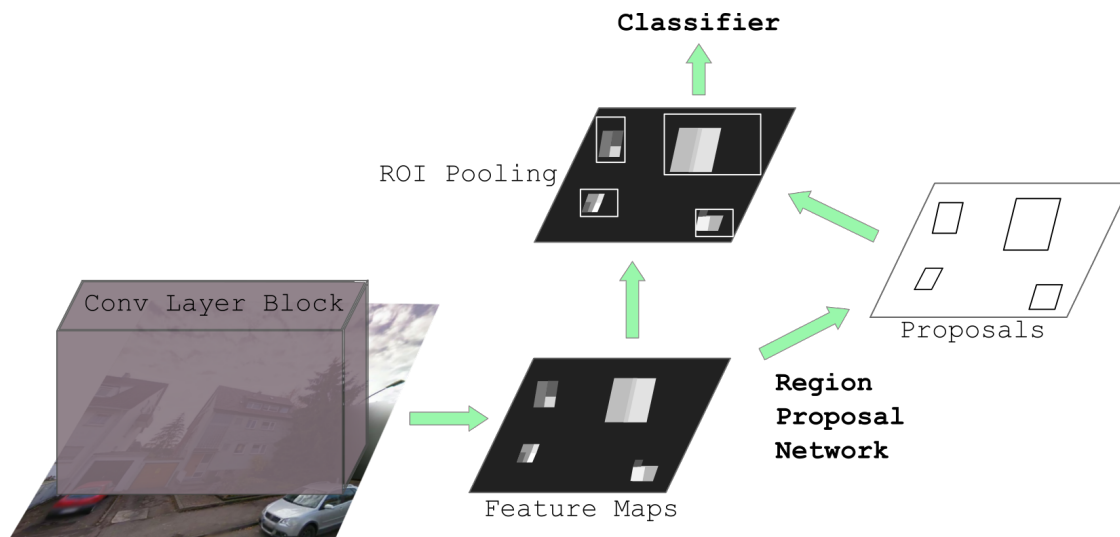 Classifier
ROI Pooling
Conv Layer Block
Proposals
Region
Proposal
Network
Feature Maps